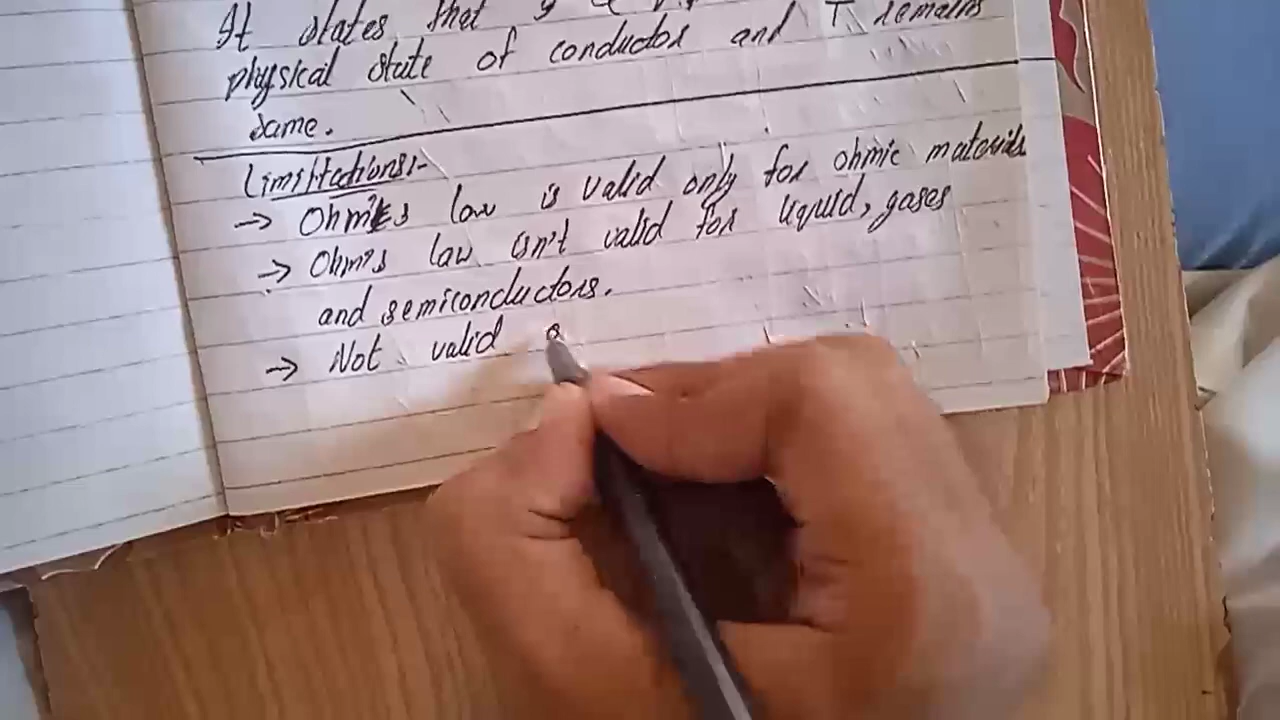 It states that
physical state of conductor and T remains
same.
Limitations:-
→ Ohm's law is valid only for ohmic materials
→ Ohm's law isn't valid for liquid, gases
and semiconductors.
→ Not valid